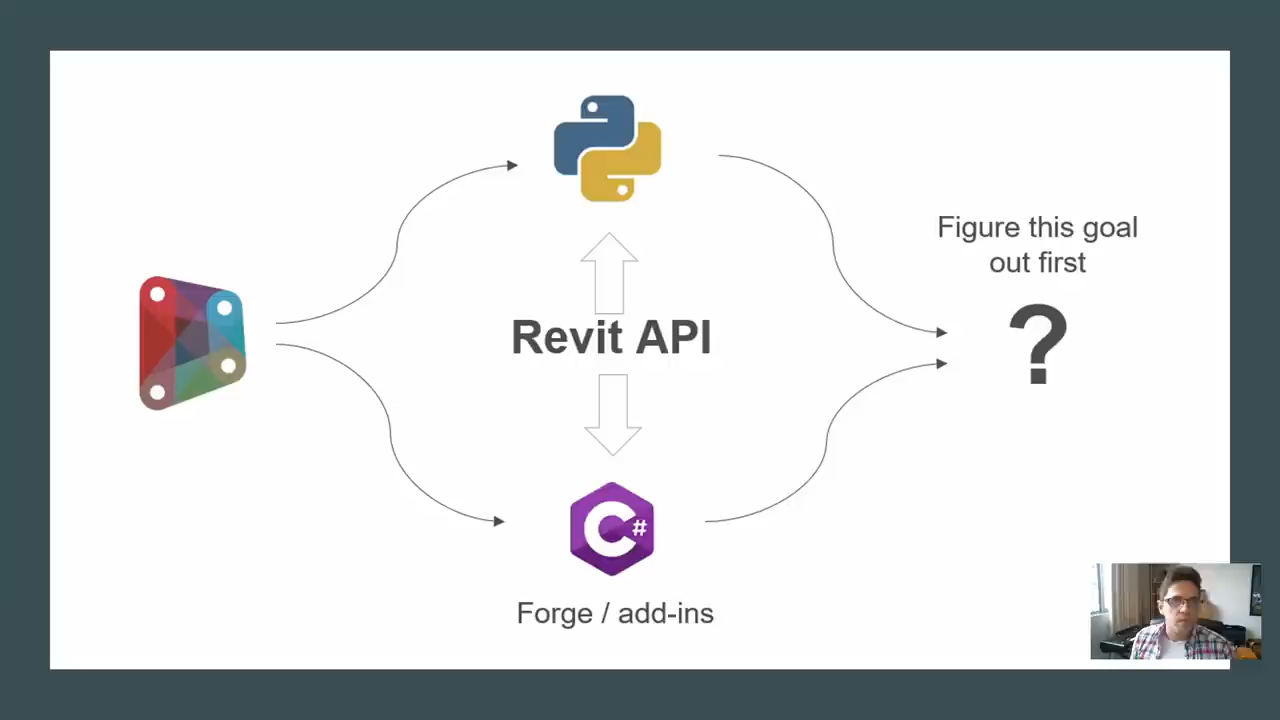 Figure this goal
out first
?
Revit API
C#
Forge / add-ins